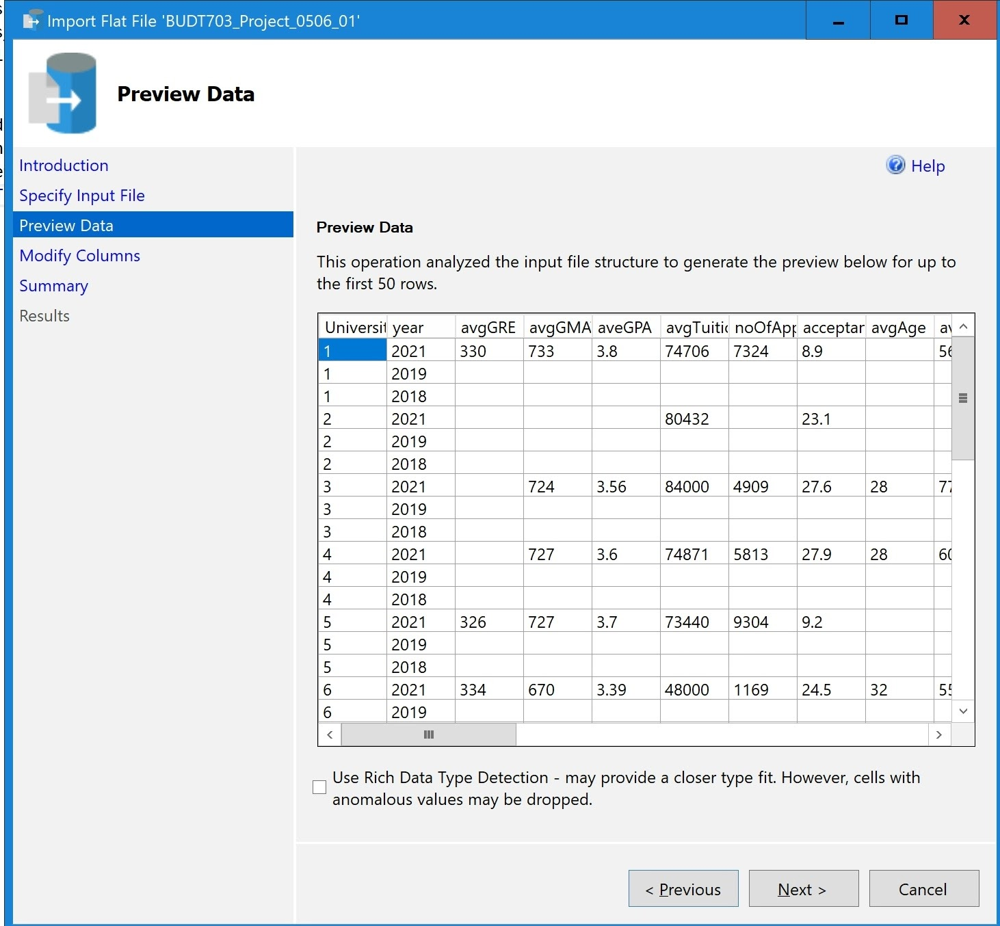 Import Flat File 'BUDT703_Project_0506_01'
Preview Data
Introduction
Specify Input File
Preview Data
Modify Columns
Summary
Results
Help
Preview Data
This operation analyzed the input file structure to generate the preview below for up to
the first 50 rows.
Universit year avgGRE avgGMA aveGPA avgTuitic noOfApp acceptar avgAge av
1 2021 330 733 3.8 74706 7324 8.9 56
1 2019
1 2018
2 2021 80432 23.1
2 2019
2 2018
3 2021 724 3.56 84000 4909 27.6 28 77
3 2019
3 2018
4 2021 727 3.6 74871 5813 27.9 28 60
4 2019
4 2018
5 2021 326 727 3.7 73440 9304 9.2
5 2019
5 2018
6 2021 334 670 3.39 48000 1169 24.5 32 55
6 2019
Use Rich Data Type Detection - may provide a closer type fit. However, cells with
anomalous values may be dropped.
< Previous
Next >
Cancel